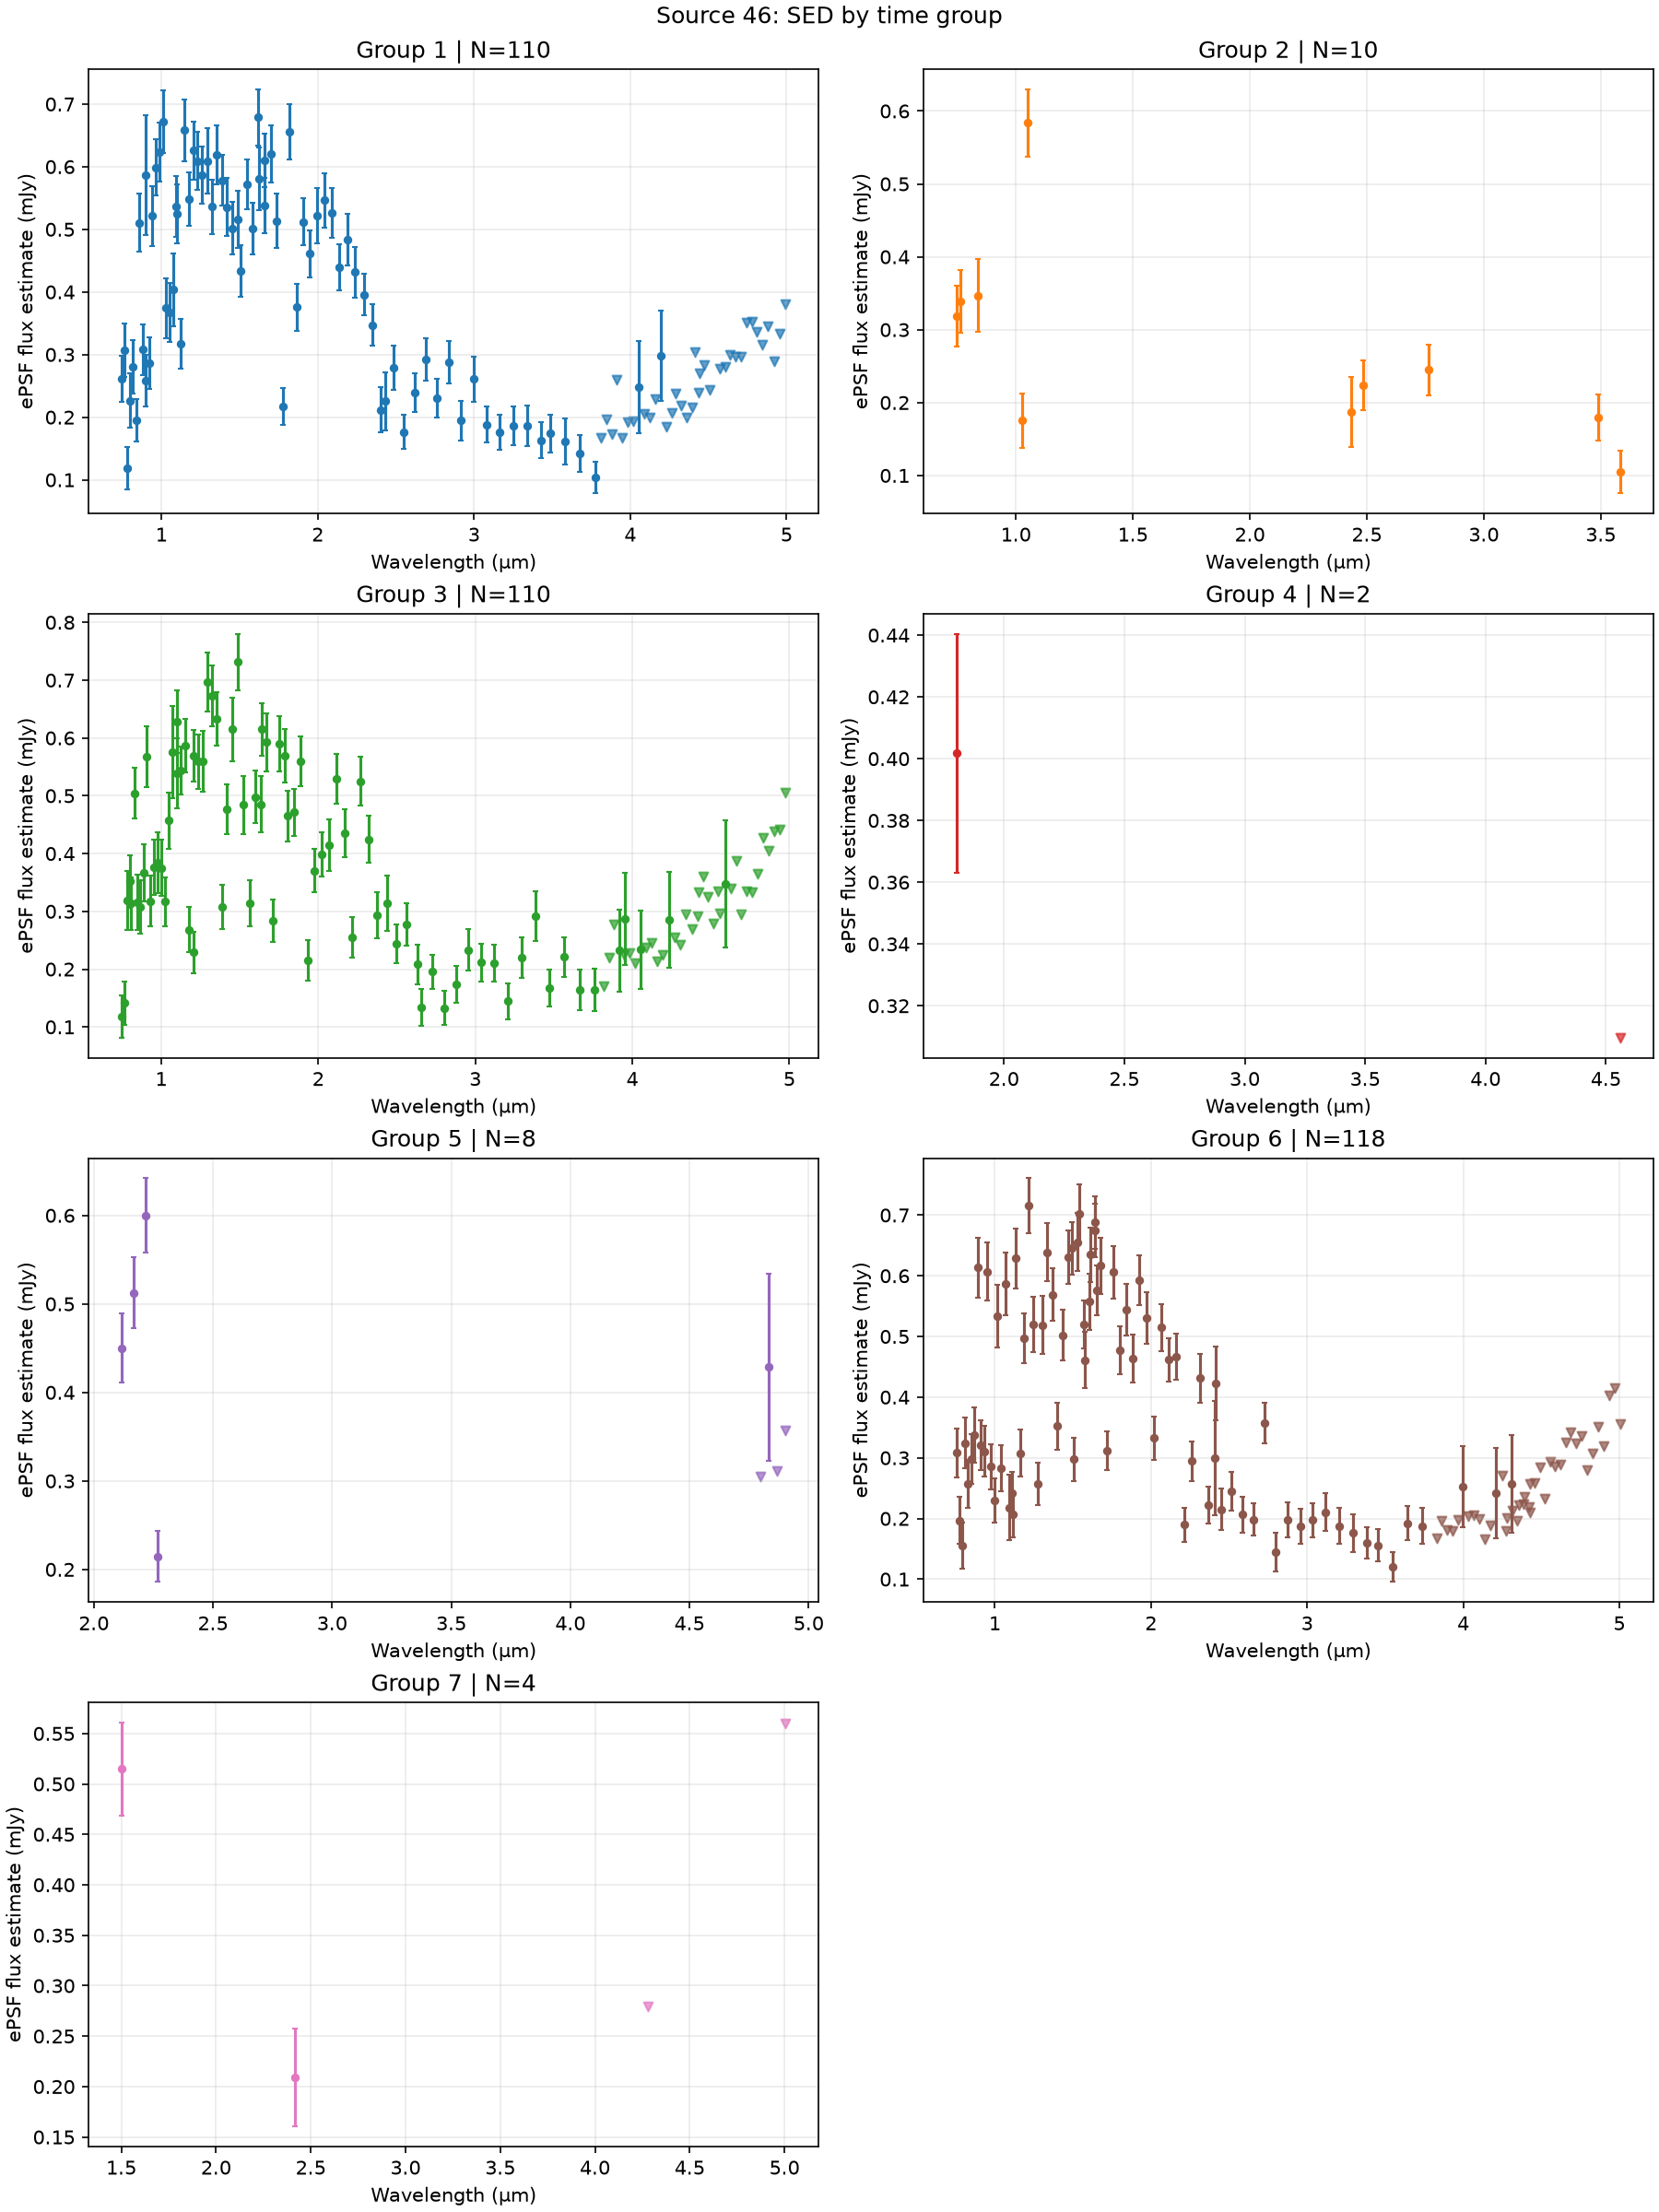 Source 46: SED by time group
Group 1 | N=110
ePSF flux estimate (mJy)
0.7
0.6
0.5
0.4
0.3
0.2
0.1
1 2 3 4 5
Wavelength (µm)
Group 2 | N=10
ePSF flux estimate (mJy)
0.6
0.5
0.4
0.3
0.2
0.1
1.0 1.5 2.0 2.5 3.0 3.5
Wavelength (µm)
Group 3 | N=110
ePSF flux estimate (mJy)
0.8
0.7
0.6
0.5
0.4
0.3
0.2
0.1
1 2 3 4 5
Wavelength (µm)
Group 4 | N=2
ePSF flux estimate (mJy)
0.44
0.42
0.40
0.38
0.36
0.34
0.32
2.0 2.5 3.0 3.5 4.0 4.5
Wavelength (µm)
Group 5 | N=8
ePSF flux estimate (mJy)
0.6
0.5
0.4
0.3
0.2
2.0 2.5 3.0 3.5 4.0 4.5 5.0
Wavelength (µm)
Group 6 | N=118
ePSF flux estimate (mJy)
0.7
0.6
0.5
0.4
0.3
0.2
0.1
1 2 3 4 5
Wavelength (µm)
Group 7 | N=4
ePSF flux estimate (mJy)
0.55
0.50
0.45
0.40
0.35
0.30
0.25
0.20
0.15
1.5 2.0 2.5 3.0 3.5 4.0 4.5 5.0
Wavelength (µm)